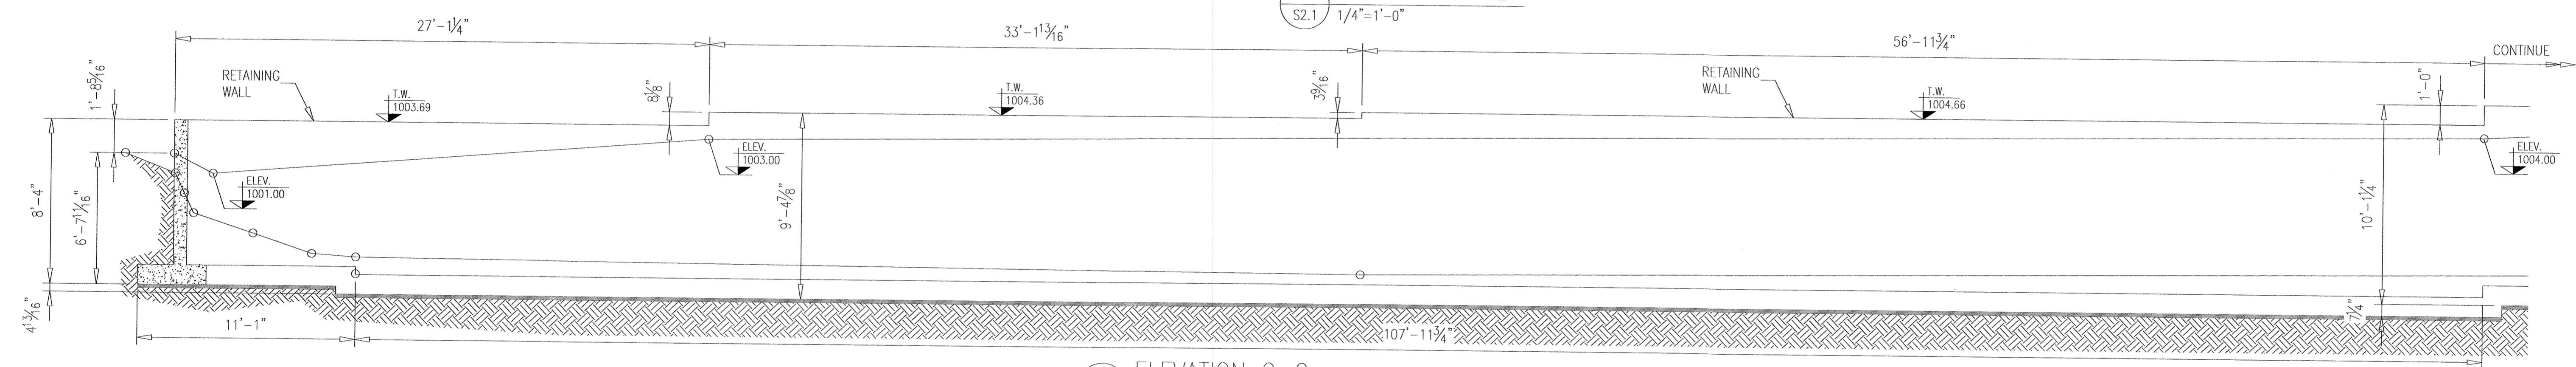 S2.1 1/4"=1'-0"
27'-1¼"
33'-1 13⁄16"
56'-11¾"
CONTINUE
1'-8 5⁄16"
RETAINING
WALL
T.W.
1003.69
8⅛"
T.W.
1004.36
3 9⁄16"
RETAINING
WALL
T.W.
1004.66
1'-0"
8'-4"
6'-7 11⁄16"
ELEV.
1001.00
ELEV.
1003.00
9'-4⅞"
10'-1¼"
ELEV.
1004.00
4 13⁄16"
11'-1"
107'-11¾"
7¼"